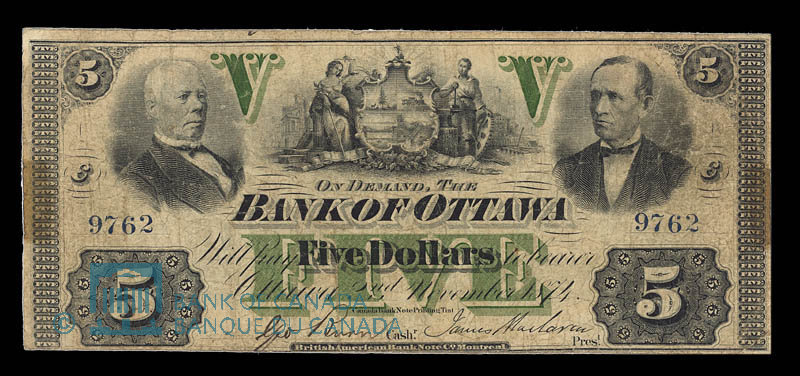 5 V V 5
ON DEMAND, THE
BANK OF OTTAWA
9762 9762
Will pay Five Dollars to bearer
FIVE
Ottawa 2nd November 1874.
5 5
Canada Bank Note Printing Tint
Cash! James Maclaren Pres!
British American Bank Note Co. Montreal
© BANK OF CANADA
BANQUE DU CANADA